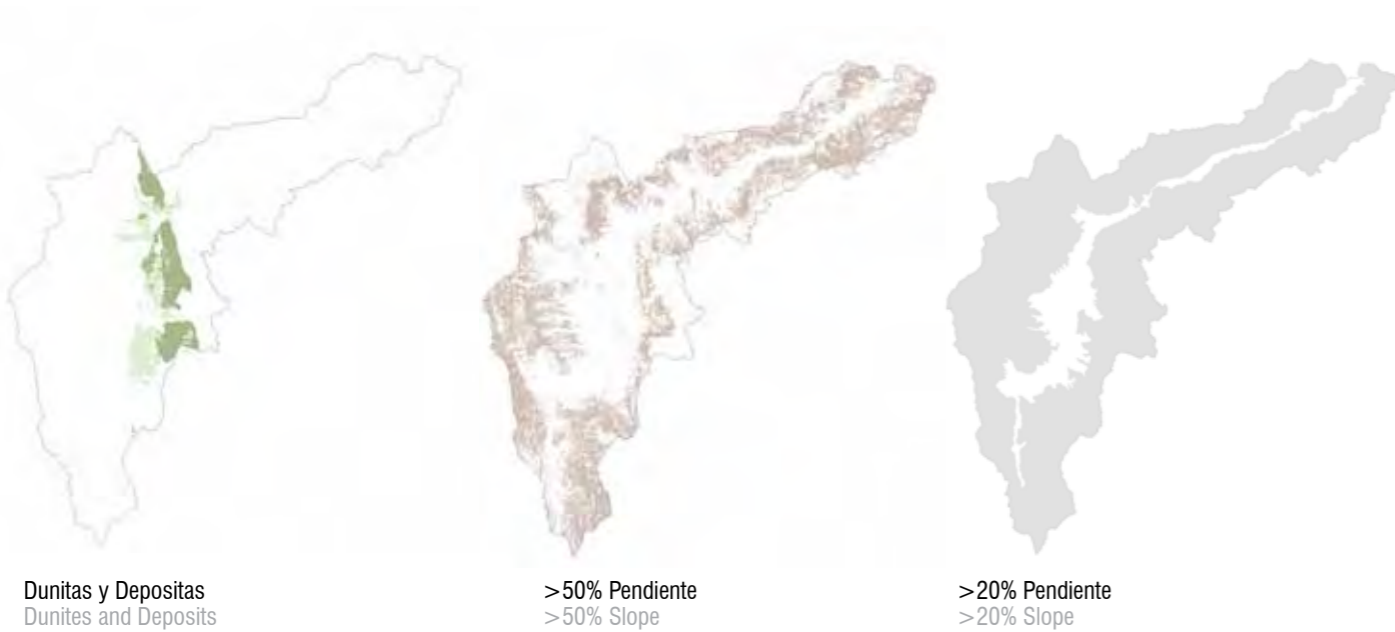 Dunitas y Depositas
Dunites and Deposits
>50% Pendiente
>50% Slope
>20% Pendiente
>20% Slope